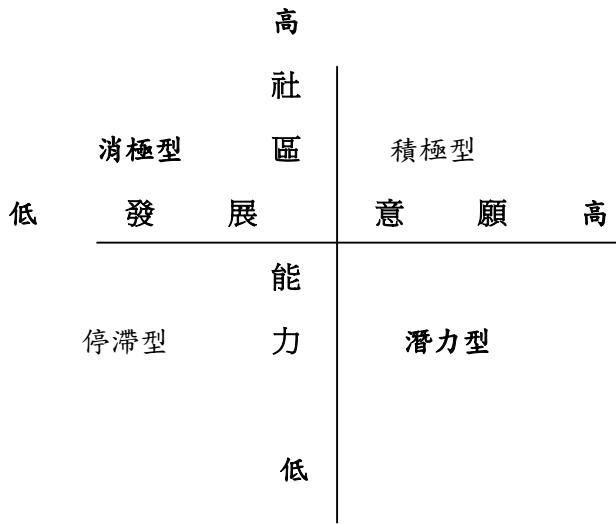 高
社
消極型 區 積極型
低 發 展 意 願 高
能
停滯型 力 潛力型
低